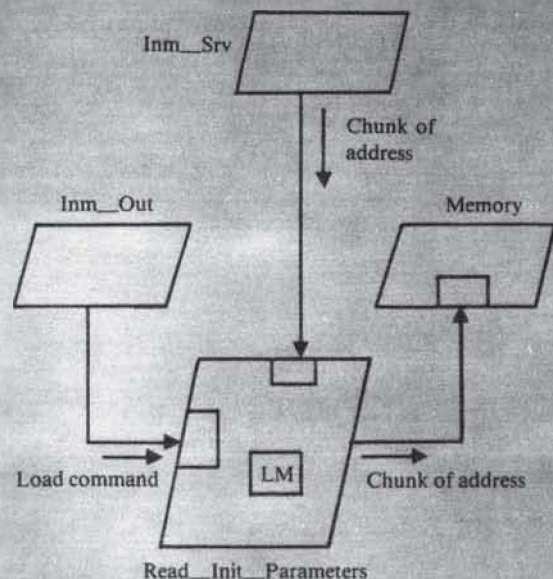 Inm__Srv
Chunk of
address
Inm__Out
Memory
Load command
LM
Chunk of address
Read__Init__Parameters